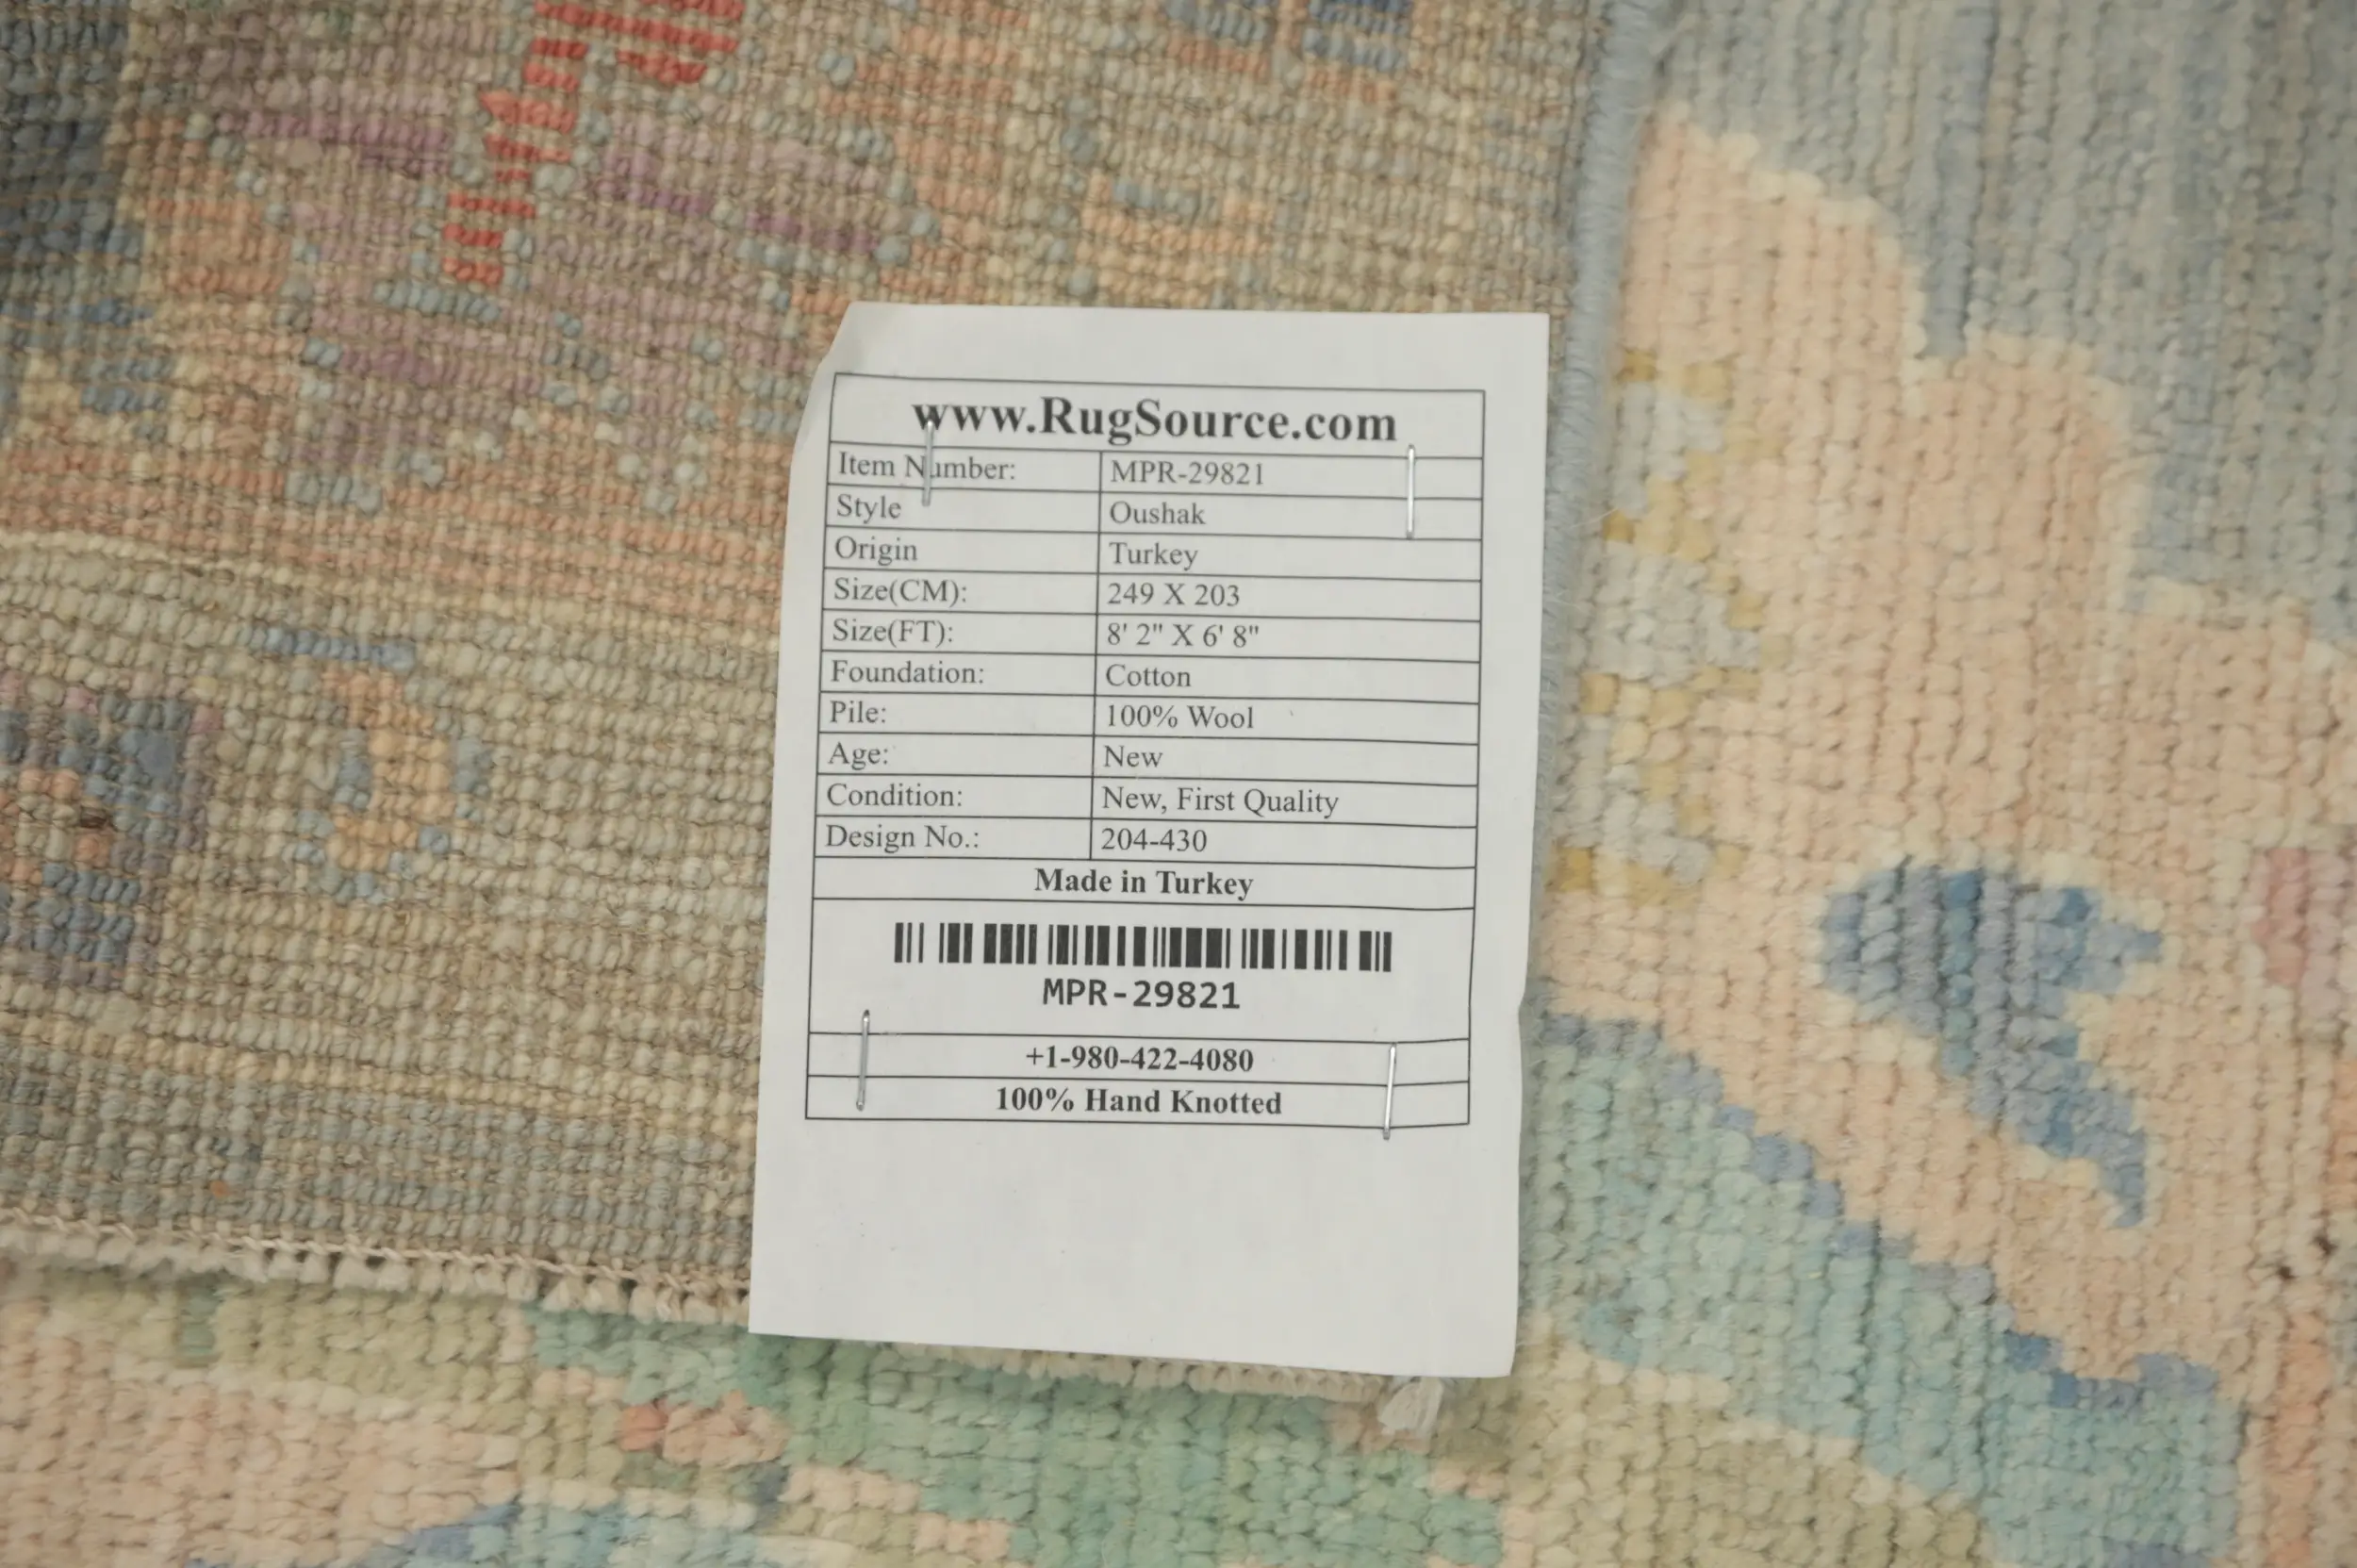 www.RugSource.com
Item Number: MPR-29821
Style Oushak
Origin Turkey
Size(CM): 249 X 203
Size(FT): 8' 2" X 6' 8"
Foundation: Cotton
Pile: 100% Wool
Age: New
Condition: New, First Quality
Design No.: 204-430
Made in Turkey
MPR-29821
+1-980-422-4080
100% Hand Knotted